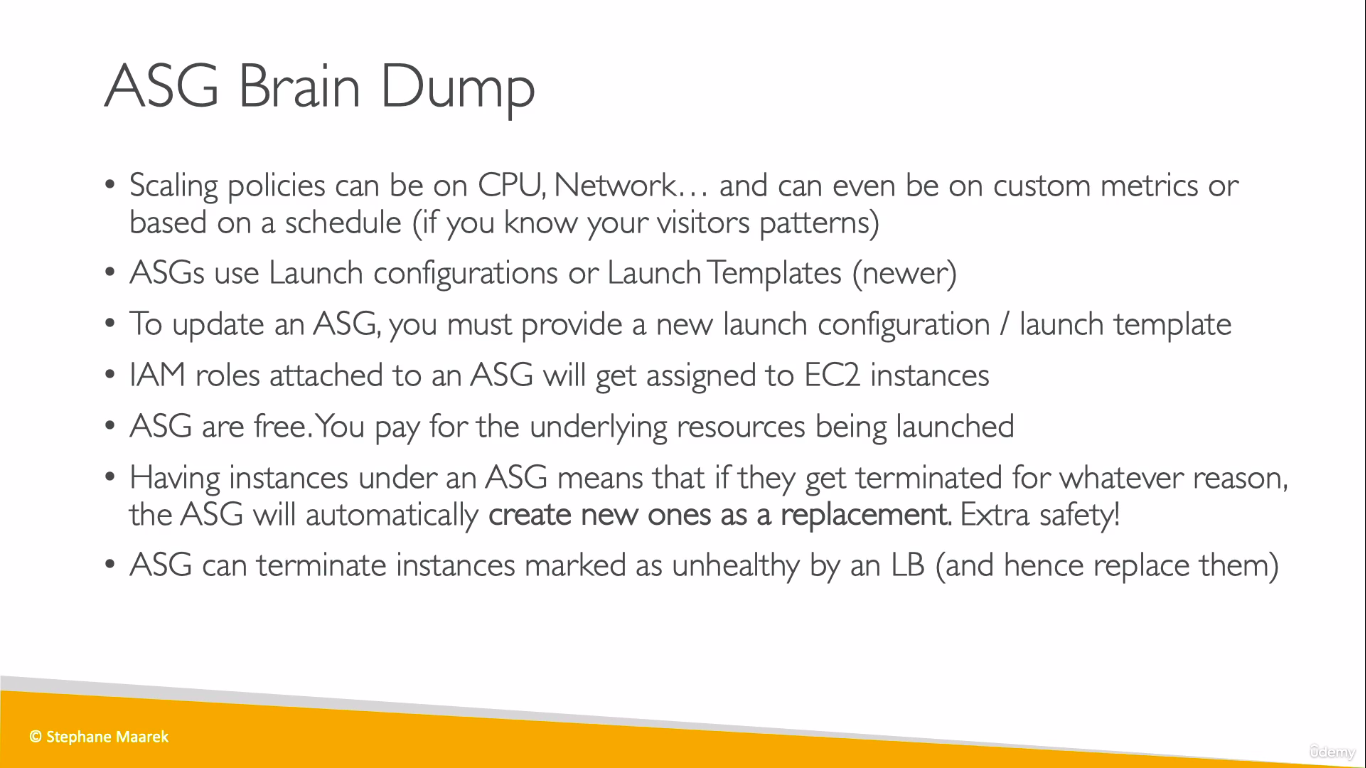 ASG Brain Dump
• Scaling policies can be on CPU, Network… and can even be on custom metrics or
based on a schedule (if you know your visitors patterns)
• ASGs use Launch configurations or Launch Templates (newer)
• To update an ASG, you must provide a new launch configuration / launch template
• IAM roles attached to an ASG will get assigned to EC2 instances
• ASG are free. You pay for the underlying resources being launched
• Having instances under an ASG means that if they get terminated for whatever reason,
the ASG will automatically create new ones as a replacement. Extra safety!
• ASG can terminate instances marked as unhealthy by an LB (and hence replace them)
© Stephane Maarek
ûdemy